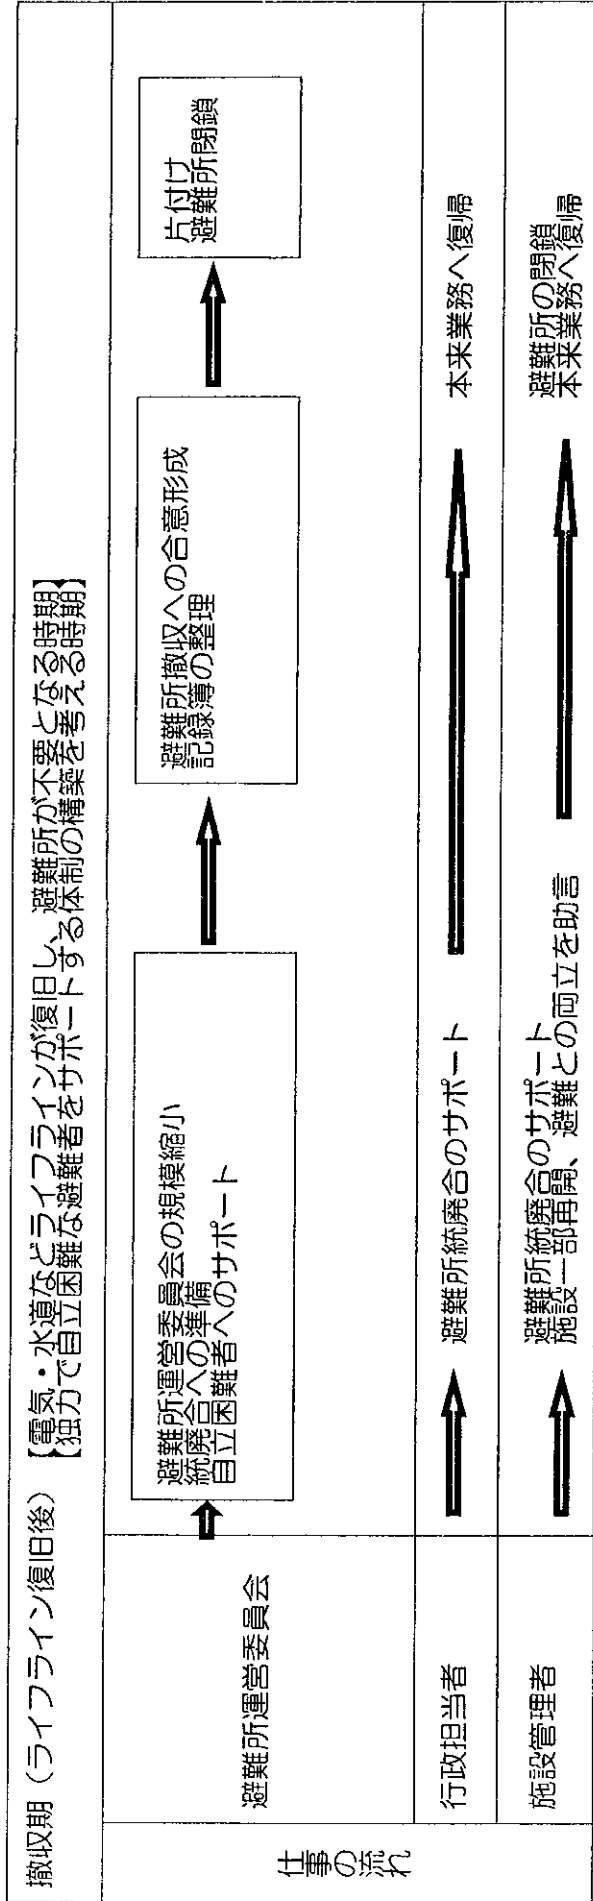 撤収期（ライフライン復旧後）
【電気・水道などライフラインが復旧し、避難所が不要となる時期】
【独力で自立困難な避難者をサポートする体制の構築を考える時期】
仕事の流れ
避難所運営委員会
避難所運営委員会の規模縮小
統廃合への準備
自立困難者へのサポート
避難所撤収への合意形成
記録簿の整理
片付け
避難所閉鎖
行政担当者
避難所統廃合のサポート
本来業務へ復帰
施設管理者
避難所統廃合のサポート
施設一部再開、避難との両立を助言
避難所の閉鎖
本来業務へ復帰